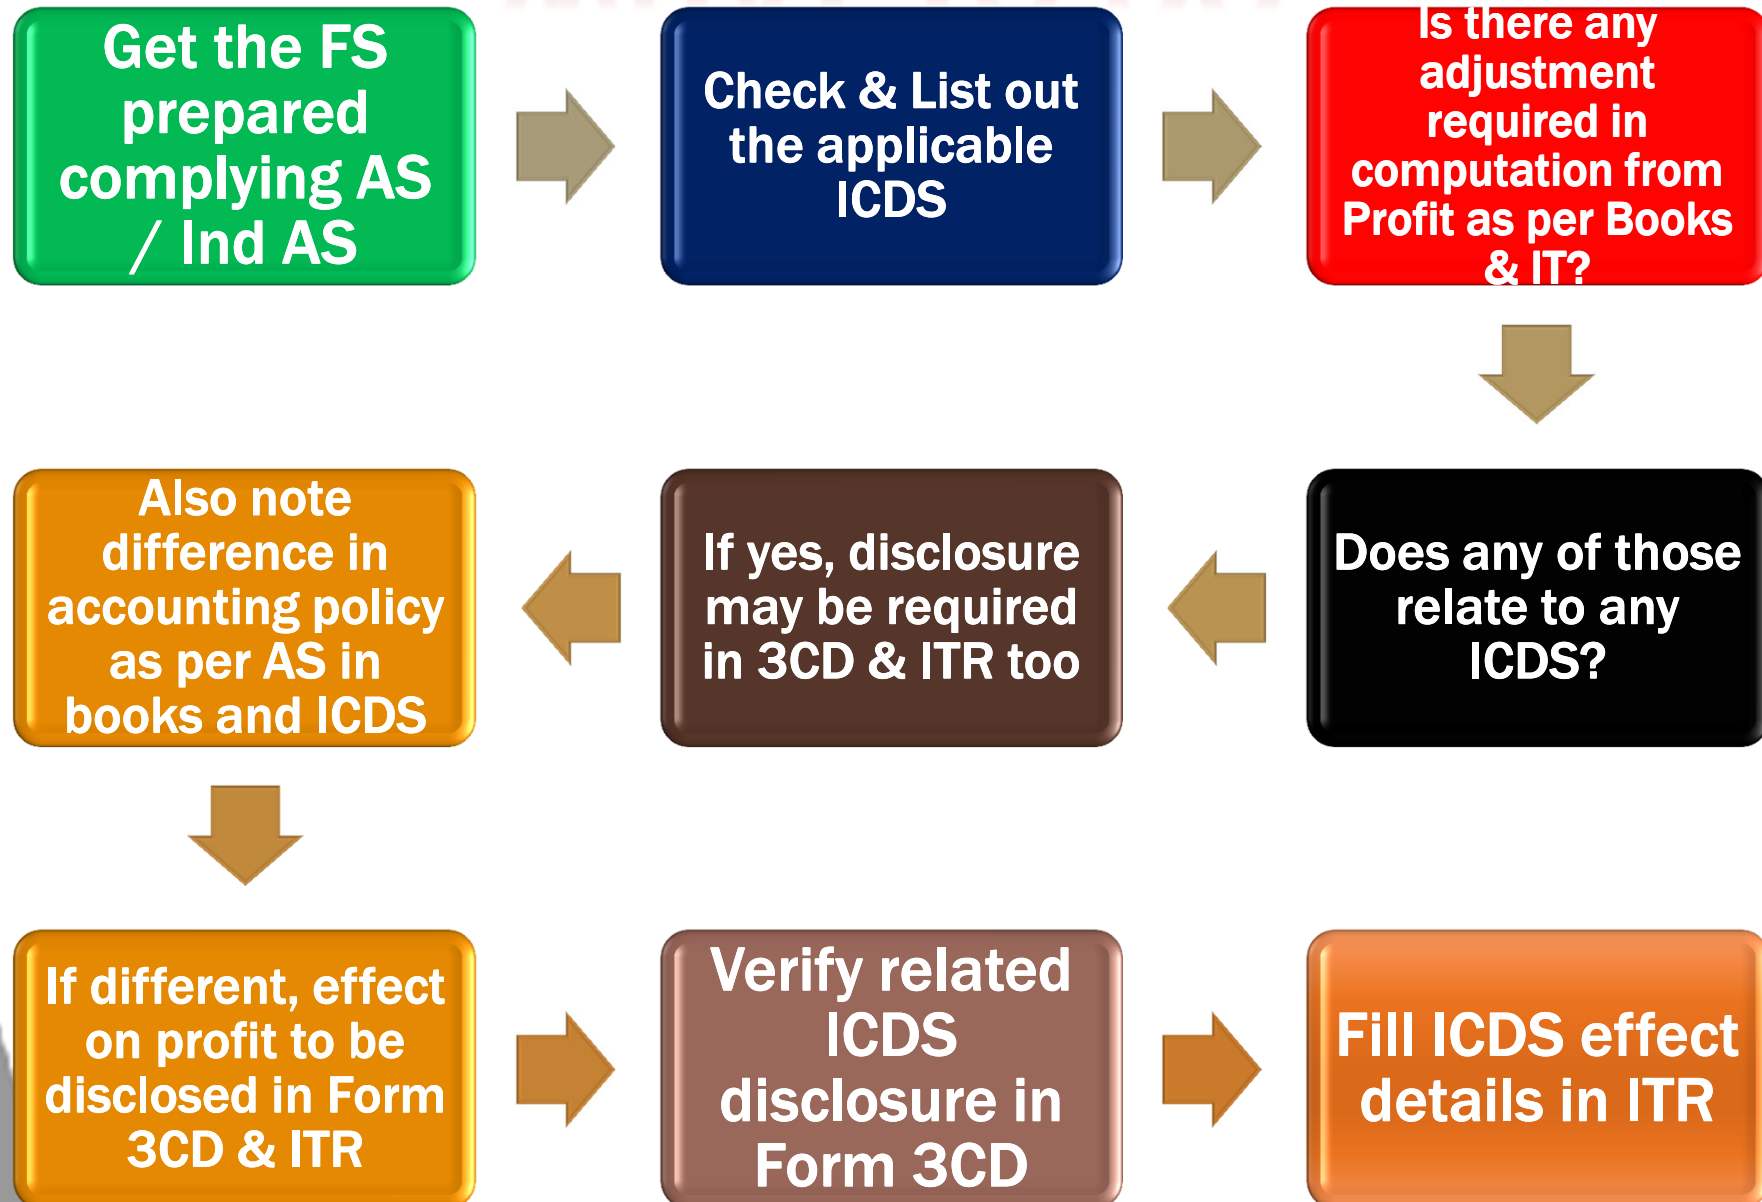 Get the FS
prepared
complying AS
/ Ind AS
Check & List out
the applicable
ICDS
Is there any
adjustment
required in
computation from
Profit as per Books
& IT?
Does any of those
relate to any
ICDS?
If yes, disclosure
may be required
in 3CD & ITR too
Also note
difference in
accounting policy
as per AS in
books and ICDS
If different, effect
on profit to be
disclosed in Form
3CD & ITR
Verify related
ICDS
disclosure in
Form 3CD
Fill ICDS effect
details in ITR